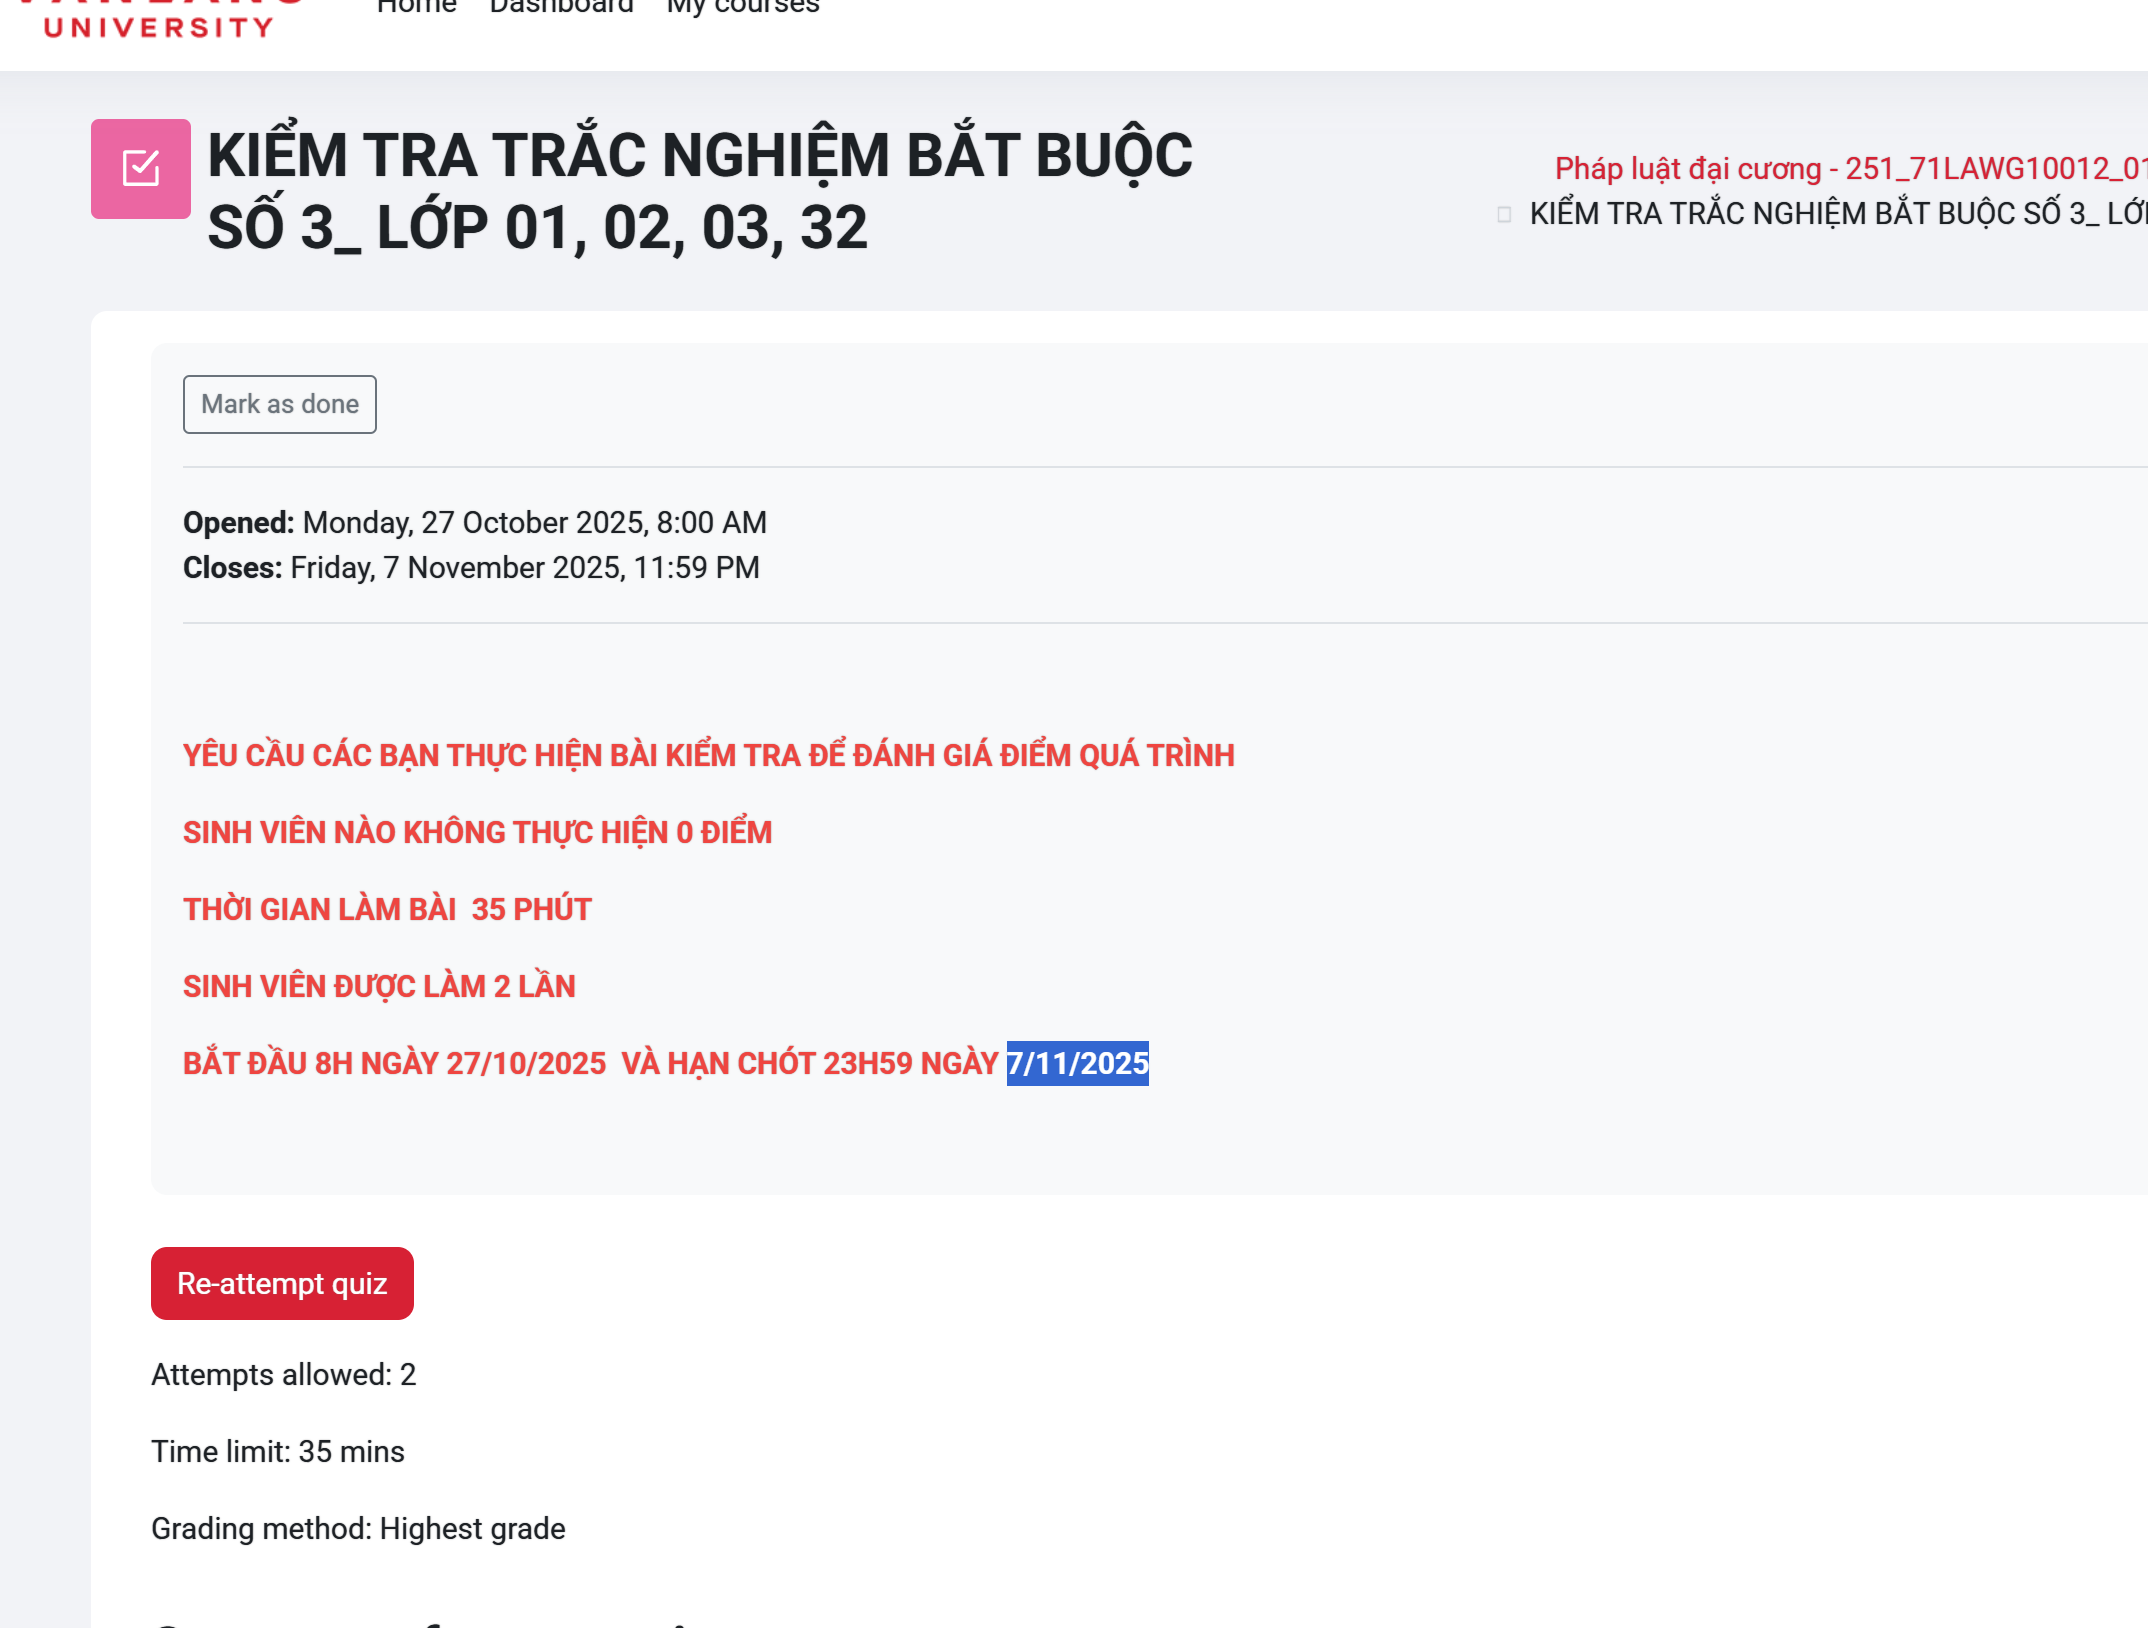 UNIVERSITY
Home Dashboard My courses
KIỂM TRA TRẮC NGHIỆM BẮT BUỘC
SỐ 3_ LỚP 01, 02, 03, 32
Pháp luật đại cương - 251_71LAWG10012_01
KIỂM TRA TRẮC NGHIỆM BẮT BUỘC SỐ 3_ LỚP
Mark as done
Opened: Monday, 27 October 2025, 8:00 AM
Closes: Friday, 7 November 2025, 11:59 PM
YÊU CẦU CÁC BẠN THỰC HIỆN BÀI KIỂM TRA ĐỂ ĐÁNH GIÁ ĐIỂM QUÁ TRÌNH
SINH VIÊN NÀO KHÔNG THỰC HIỆN 0 ĐIỂM
THỜI GIAN LÀM BÀI 35 PHÚT
SINH VIÊN ĐƯỢC LÀM 2 LẦN
BẮT ĐẦU 8H NGÀY 27/10/2025 VÀ HẠN CHÓT 23H59 NGÀY 7/11/2025
Re-attempt quiz
Attempts allowed: 2
Time limit: 35 mins
Grading method: Highest grade